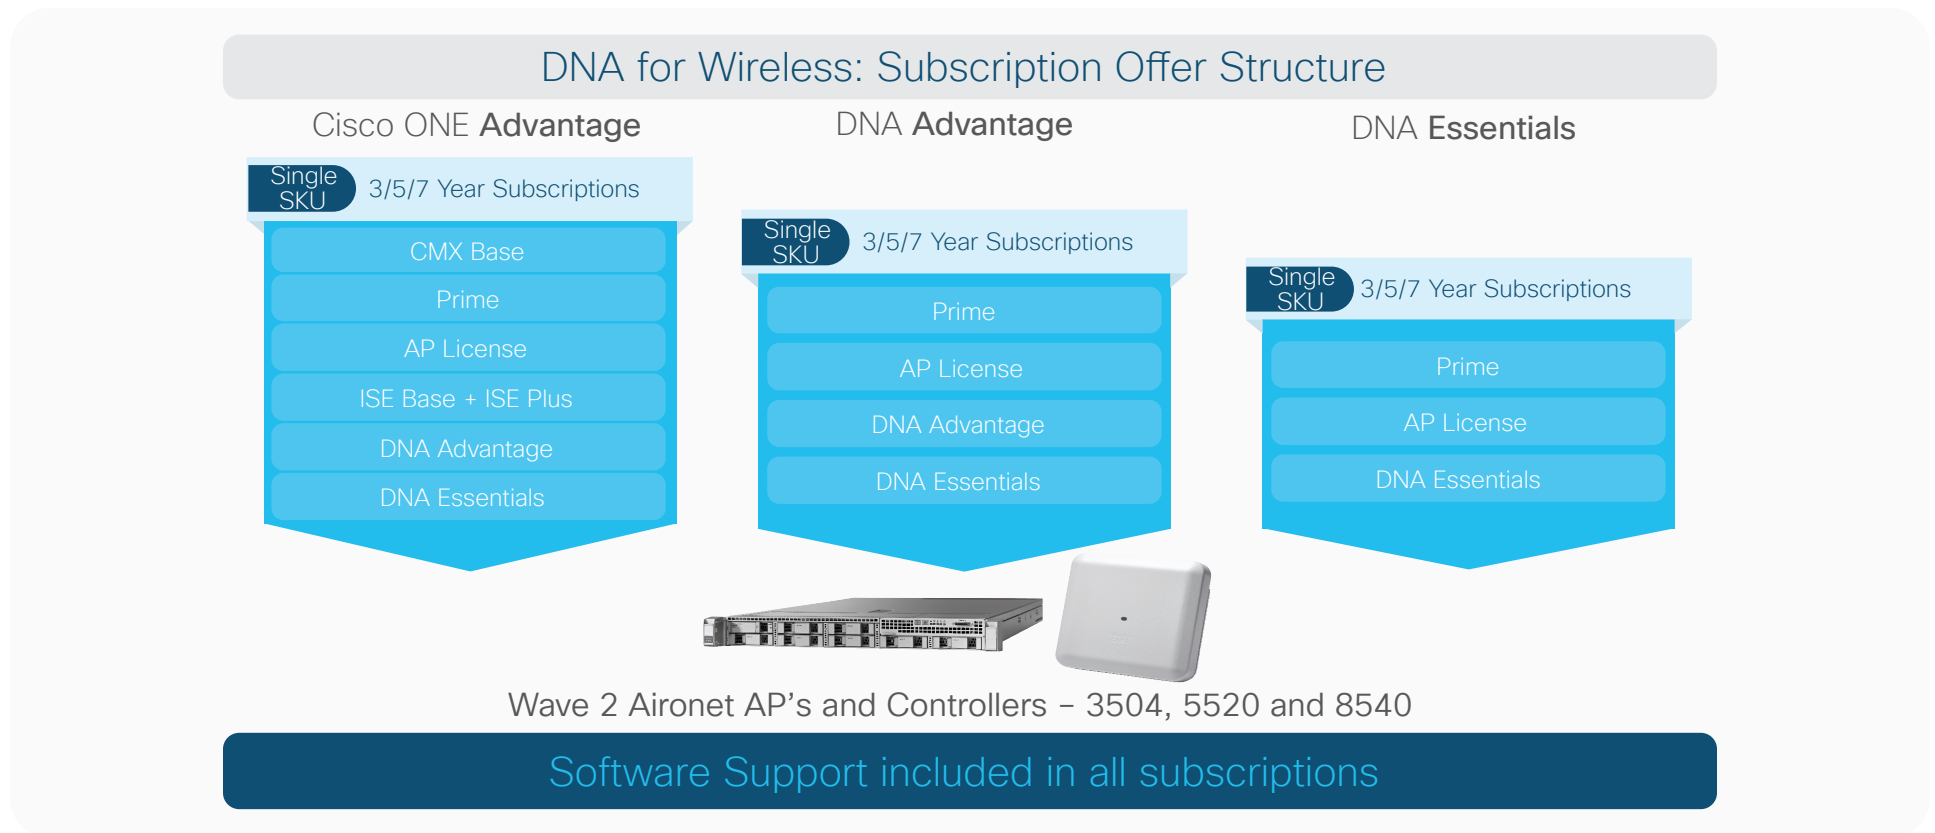 DNA for Wireless: Subscription Offer Structure
Cisco ONE Advantage
Single
SKU
3/5/7 Year Subscriptions
CMX Base
Prime
AP License
ISE Base + ISE Plus
DNA Advantage
DNA Essentials
DNA Advantage
Single
SKU
3/5/7 Year Subscriptions
Prime
AP License
DNA Advantage
DNA Essentials
DNA Essentials
Single
SKU
3/5/7 Year Subscriptions
Prime
AP License
DNA Essentials
Wave 2 Aironet AP’s and Controllers – 3504, 5520 and 8540
Software Support included in all subscriptions